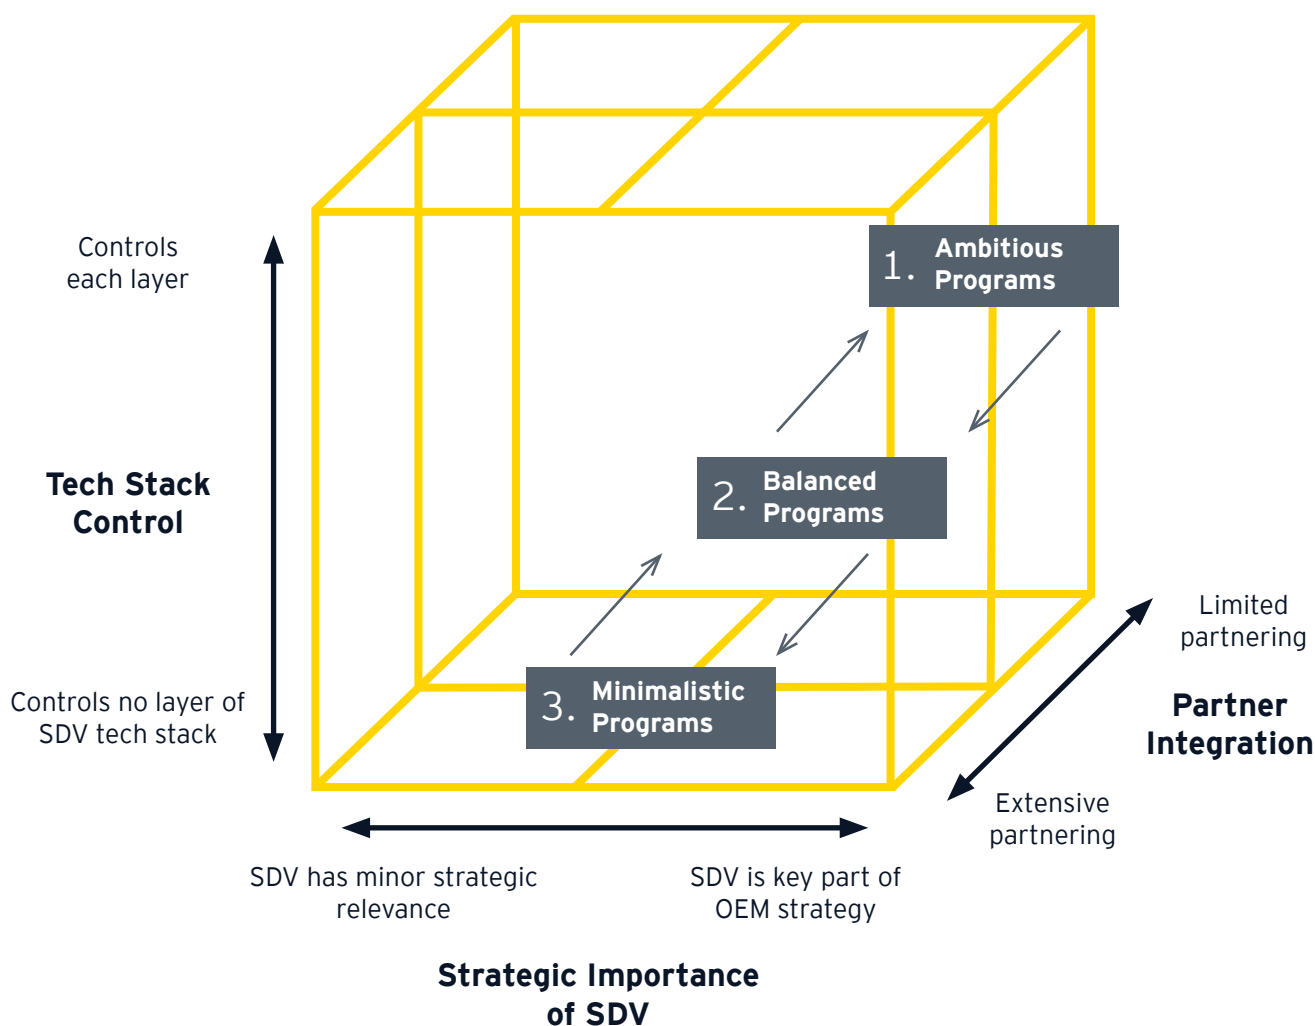 Controls
each layer
1. Ambitious
Programs
Tech Stack
Control
2. Balanced
Programs
Limited
partnering
3. Minimalistic
Programs
Controls no layer of
SDV tech stack
Partner
Integration
Extensive
partnering
SDV has minor strategic
relevance
SDV is key part of
OEM strategy
Strategic Importance
of SDV